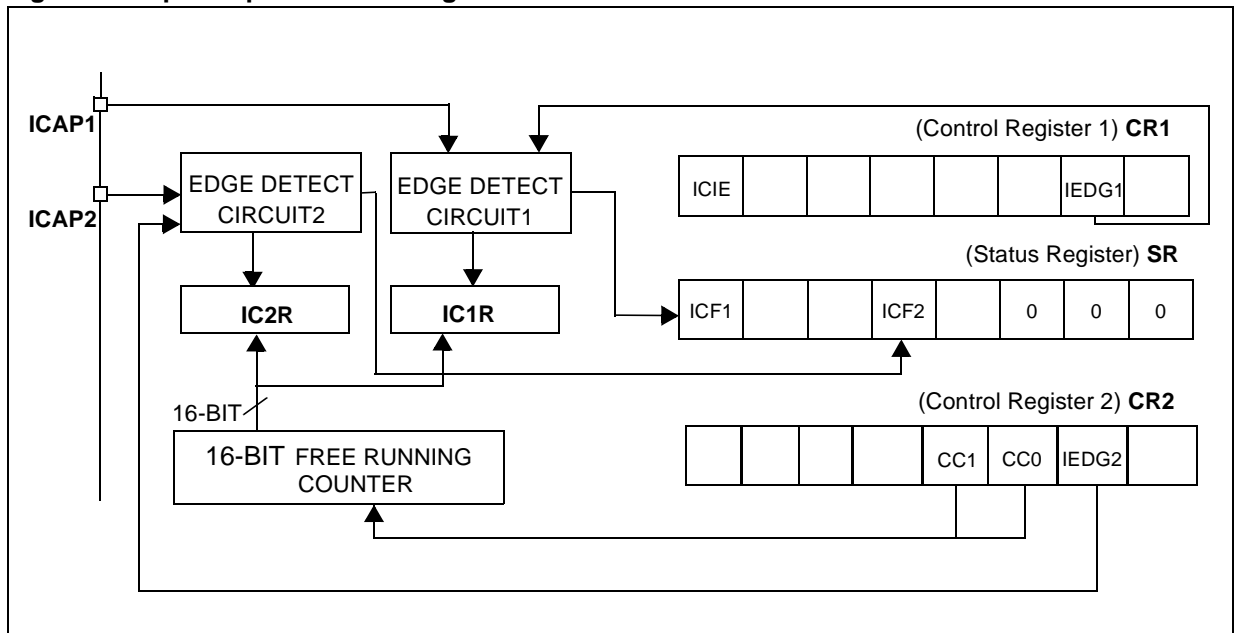 ICAP1
ICAP2
EDGE DETECT
CIRCUIT2
EDGE DETECT
CIRCUIT1
(Control Register 1) CR1
ICIE IEDG1
(Status Register) SR
IC2R
IC1R
ICF1 ICF2 0 0 0
16-BIT
(Control Register 2) CR2
16-BIT FREE RUNNING
COUNTER
CC1 CC0 IEDG2